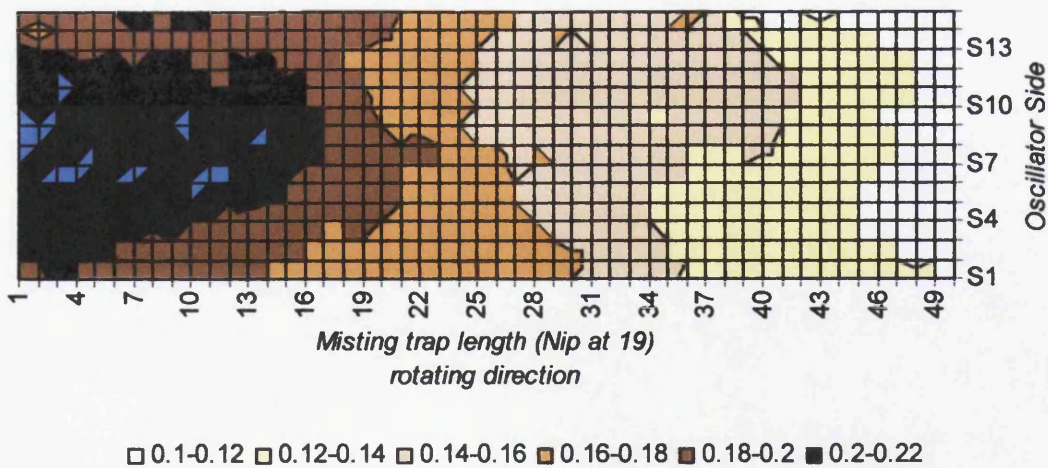 S13
S10
S7
S4
S1
Oscillator Side
1 4 7 10 13 16 19 22 25 28 31 34 37 40 43 46 49
Misting trap length (Nip at 19)
rotating direction
0.1-0.12 0.12-0.14 0.14-0.16 0.16-0.18 0.18-0.2 0.2-0.22